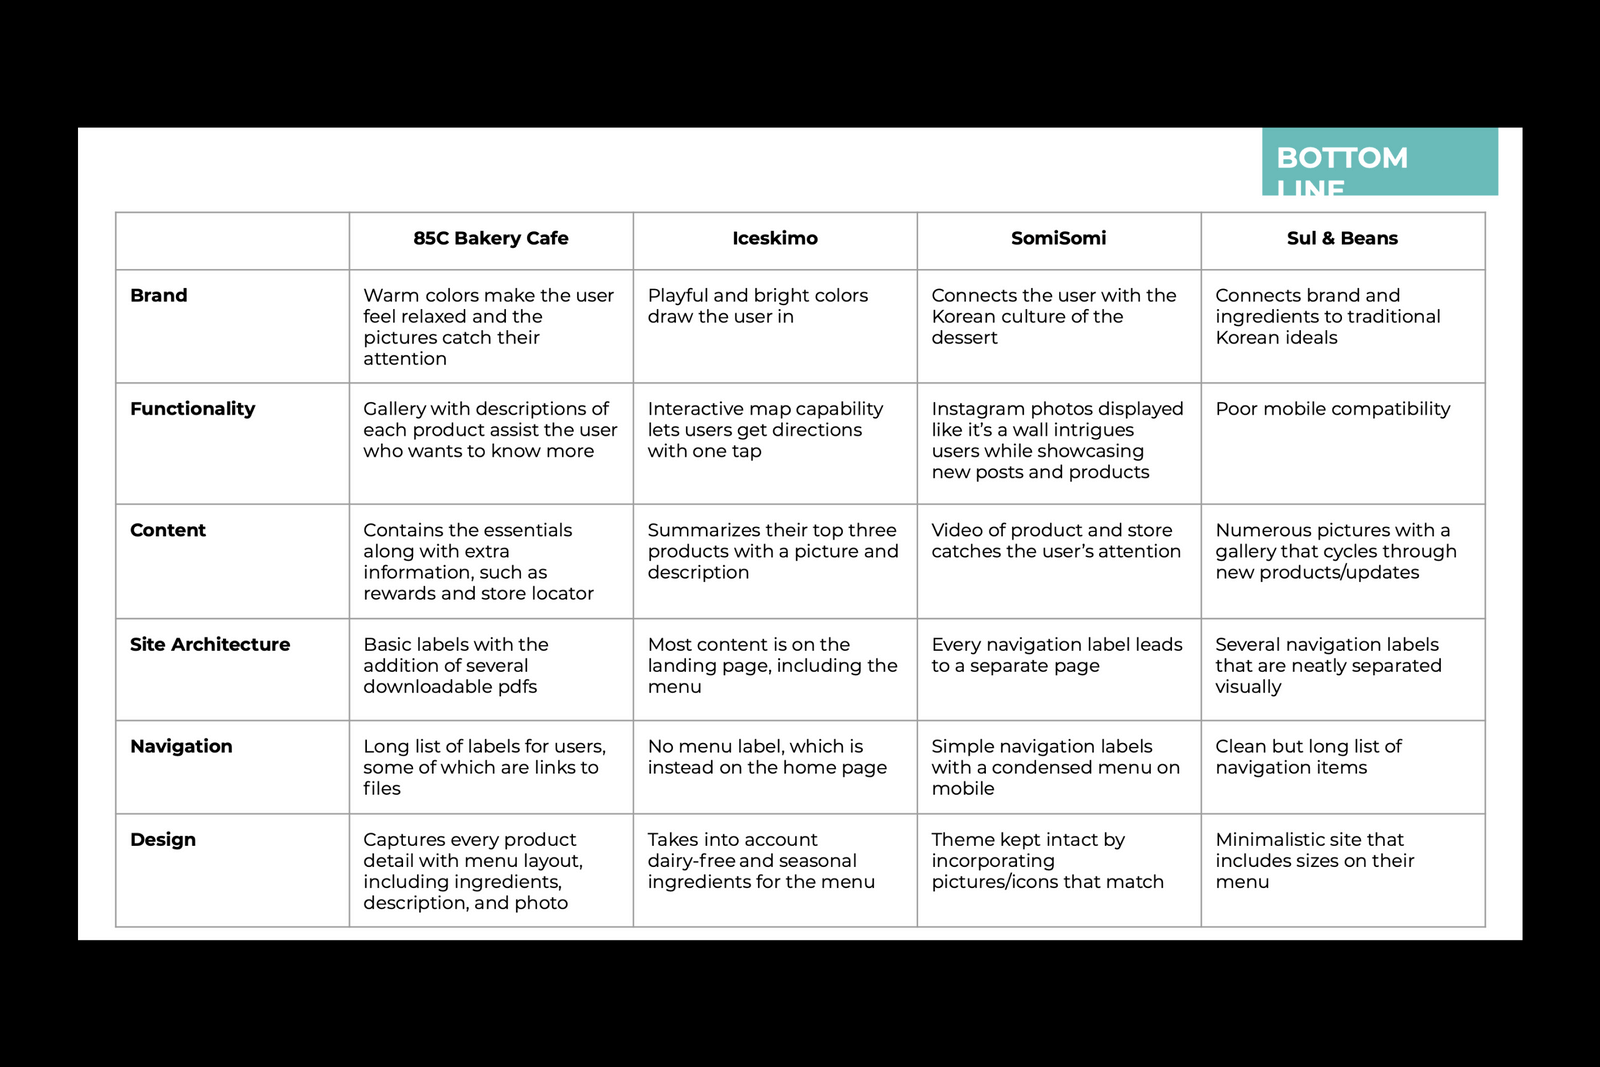 BOTTOM
LINE
85C Bakery Cafe
Iceskimo
SomiSomi
Sul & Beans
Brand
Warm colors make the user
feel relaxed and the
pictures catch their
attention
Playful and bright colors
draw the user in
Connects the user with the
Korean culture of the
dessert
Connects brand and
ingredients to traditional
Korean ideals
Functionality
Gallery with descriptions of
each product assist the user
who wants to know more
Interactive map capability
lets users get directions
with one tap
Instagram photos displayed
like it’s a wall intrigues
users while showcasing
new posts and products
Poor mobile compatibility
Content
Contains the essentials
along with extra
information, such as
rewards and store locator
Summarizes their top three
products with a picture and
description
Video of product and store
catches the user’s attention
Numerous pictures with a
gallery that cycles through
new products/updates
Site Architecture
Basic labels with the
addition of several
downloadable pdfs
Most content is on the
landing page, including the
menu
Every navigation label leads
to a separate page
Several navigation labels
that are neatly separated
visually
Navigation
Long list of labels for users,
some of which are links to
files
No menu label, which is
instead on the home page
Simple navigation labels
with a condensed menu on
mobile
Clean but long list of
navigation items
Design
Captures every product
detail with menu layout,
including ingredients,
description, and photo
Takes into account
dairy-free and seasonal
ingredients for the menu
Theme kept intact by
incorporating
pictures/icons that match
Minimalistic site that
includes sizes on their
menu